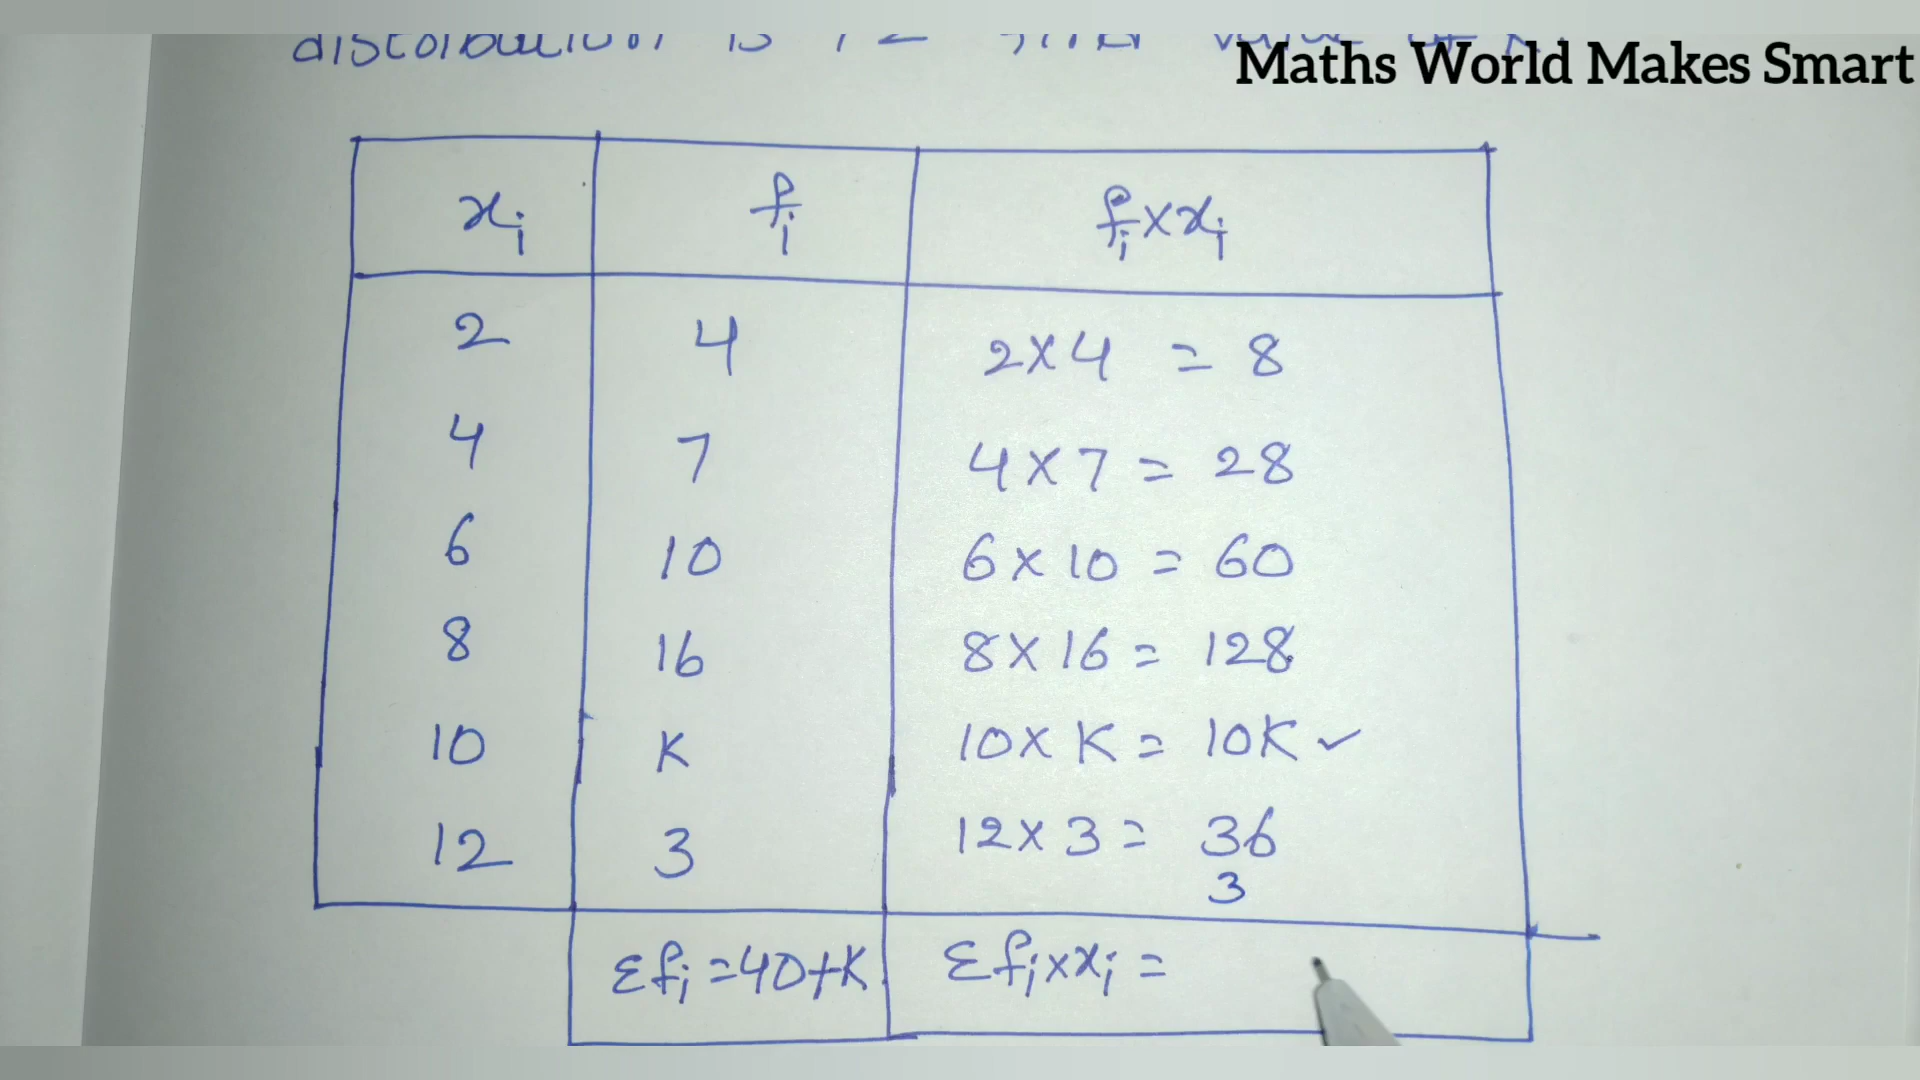 is 72
Maths World Makes Smart
xi fi fi×xi
2 4 2×4 = 8
4 7 4×7 = 28
6 10 6×10 = 60
8 16 8×16 = 128
10 K 10×K = 10K ✓
12 3 12×3 = 36
3
Σfi =40+K Σfi×xi =